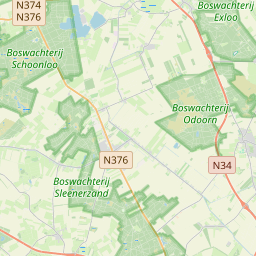 N374
N376
Boswachterij
Exloo
Boswachterij
Schoonloo
Boswachterij
Odoorn
N376
N34
Boswachterij
Sleenerzand